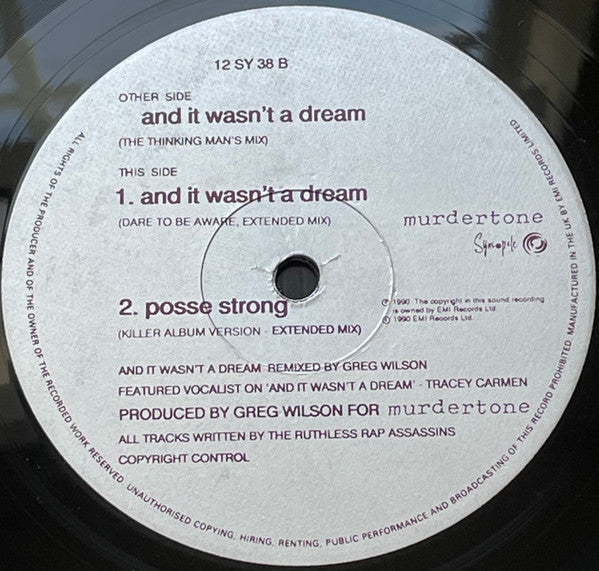 12 SY 38 B
OTHER SIDE
and it wasn't a dream
(THE THINKING MAN'S MIX)
THIS SIDE
1. and it wasn't a dream
(DARE TO BE AWARE, EXTENDED MIX)
murdertone
Syncopate
2. posse strong
(KILLER ALBUM VERSION - EXTENDED MIX)
Ⓟ 1990 The copyright in this sound recording
is owned by EMI Records Ltd.
© 1990 EMI Records Ltd.
AND IT WASN'T A DREAM REMIXED BY GREG WILSON
FEATURED VOCALIST ON 'AND IT WASN'T A DREAM' - TRACEY CARMEN
PRODUCED BY GREG WILSON FOR murdertone
ALL TRACKS WRITTEN BY THE RUTHLESS RAP ASSASSINS
COPYRIGHT CONTROL
ALL RIGHTS OF THE PRODUCER AND OF THE OWNER OF THE RECORDED WORK RESERVED. UNAUTHORISED COPYING, HIRING, RENTING, PUBLIC PERFORMANCE AND BROADCASTING OF THIS RECORD PROHIBITED. MANUFACTURED IN THE UK BY EMI RECORDS LIMITED